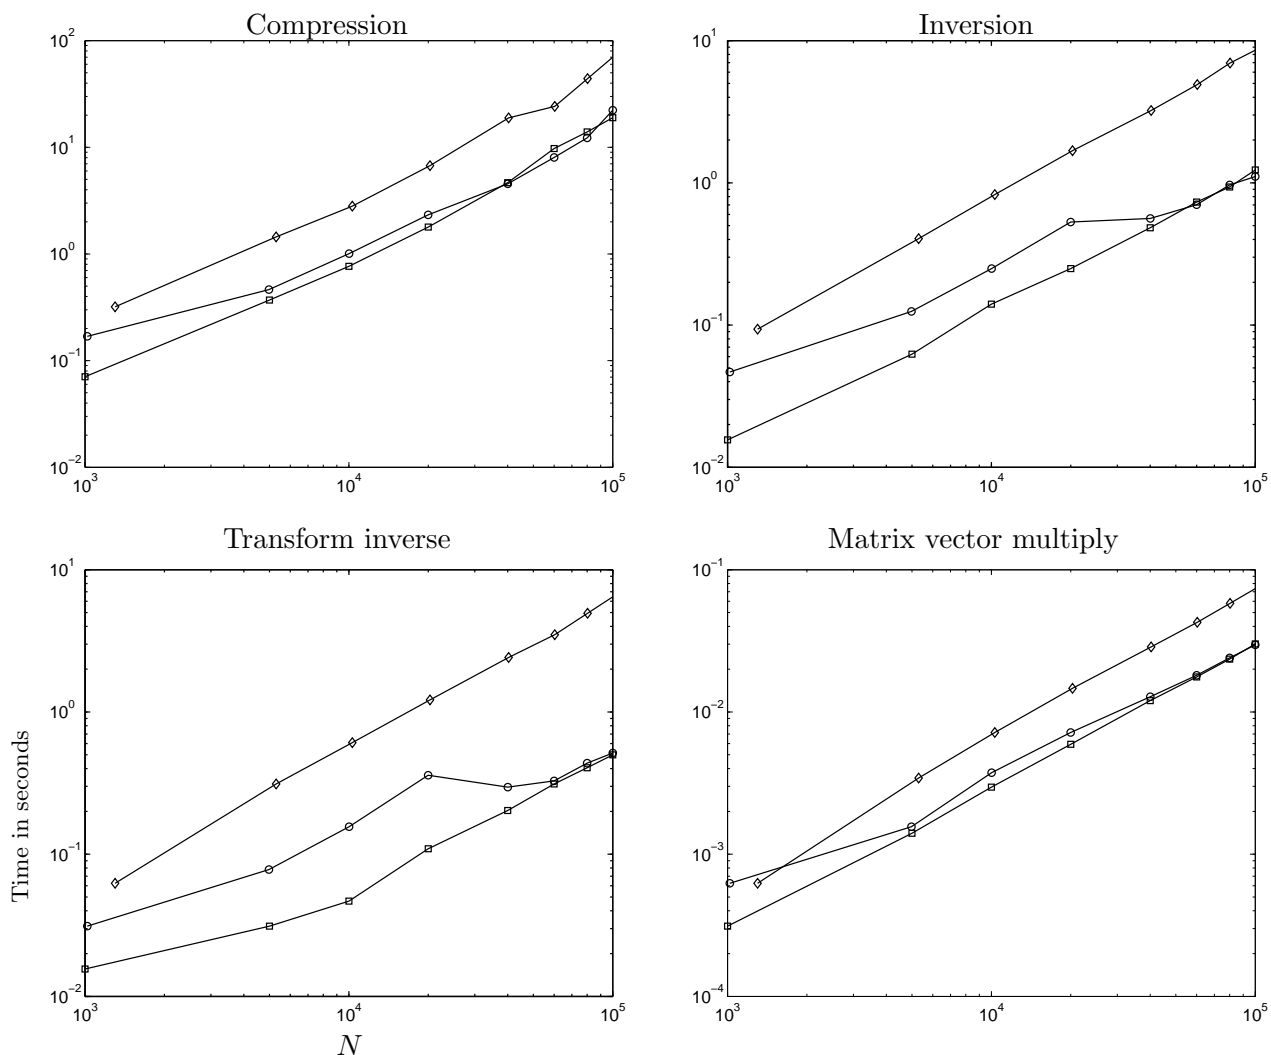 Compression
10^2
10^1
10^0
10^-1
10^-2
10^3 10^4 10^5
Inversion
10^1
10^0
10^-1
10^-2
10^3 10^4 10^5
Transform inverse
10^1
10^0
10^-1
10^-2
10^3 10^4 10^5
Time in seconds
N
Matrix vector multiply
10^-1
10^-2
10^-3
10^-4
10^3 10^4 10^5